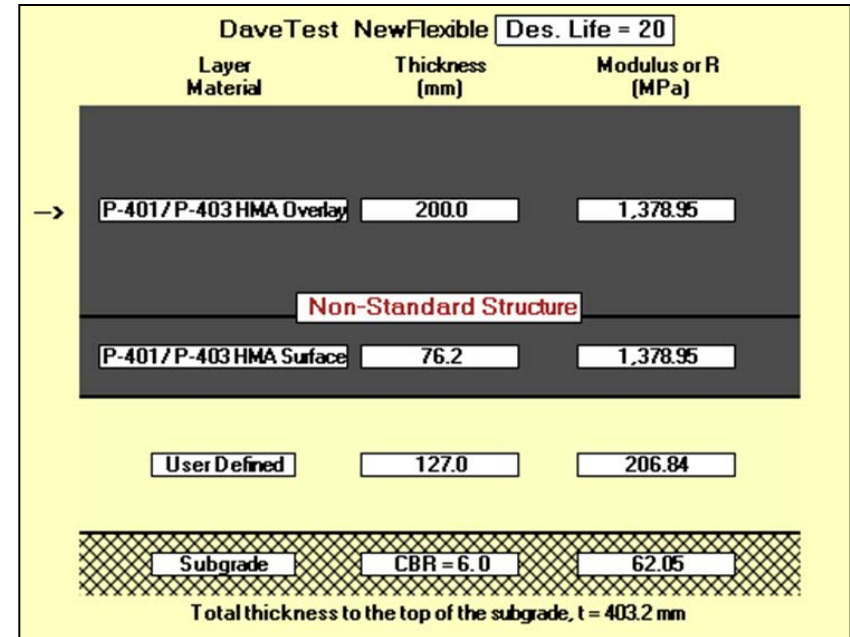 DaveTest NewFlexible Des. Life = 20
Layer Thickness Modulus or R
Material (mm) (MPa)
--> P-401 / P-403 HMA Overlay 200.0 1,378.95
Non-Standard Structure
P-401 / P-403 HMA Surface 76.2 1,378.95
User Defined 127.0 206.84
Subgrade CBR = 6.0 62.05
Total thickness to the top of the subgrade, t = 403.2 mm